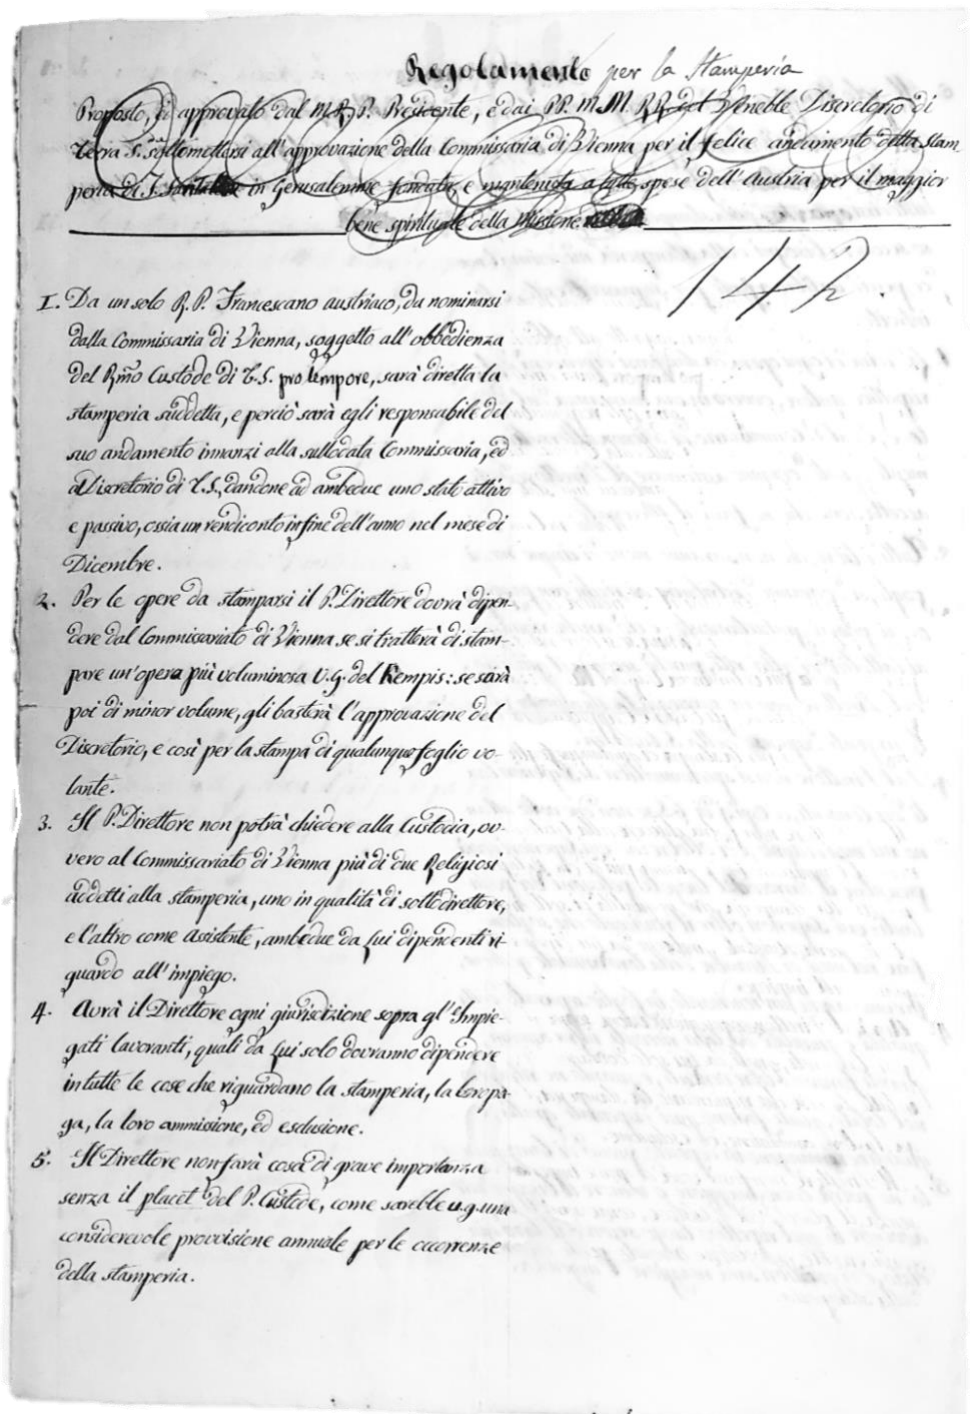 Regolamento per la Stamperia
Proposto, ed approvato dal M. R. P. Presidente, e dai PP. M. M. RR. del Veneble Discretorio di
Terra S. sottomettersi all'approvazione della Commissaria di Vienna per il felice andamento detta stam-
peria di T. Santa in Gerusalemme fondata, e mantenuta a tutte spese dell'Austria per il maggior
bene spirituale della Missione.
142.
1. Da un solo R. P. Francescano austriaco, da nominarsi
dalla Commissaria di Vienna, soggetto all'obbedienza
del Rmo Custode di T. S. pro tempore, sarà diretta la
stamperia suddetta, e perciò sarà egli responsabile del
suo andamento innanzi alla sullodata Commissaria, ed
al Discretorio di T. S., dandone ad ambedue uno stato attivo
e passivo, ossia un rendiconto in fine dell'anno nel mese di
Dicembre.
2. Per le opere da stamparsi il P. Direttore dovrà dipen-
dere dal Commissariato di Vienna se si tratterà di stam-
pare un'opera più voluminosa v. g. del Kempis: se sarà
poi di minor volume, gli basterà l'approvazione del
Discretorio, e così per la stampa di qualunque foglio vo-
lante.
3. Il P. Direttore non potrà chiedere alla Custodia, ov-
vero al Commissariato di Vienna più di due Religiosi
addetti alla stamperia, uno in qualità di sottodirettore,
e l'altro come assistente, ambedue da lui dipendenti ri-
guardo all'impiego.
4. Avrà il Direttore ogni giurisdizione sopra gl'Impie-
gati lavoranti, quali da lui solo dovranno dipendere
in tutte le cose che riguardano la stamperia, la loro pa-
ga, la loro ammissione, ed esclusione.
5. Il Direttore non farà cosa di grave importanza
senza il placet del P. Custode, come sarebbe v. g. una
considerevole provvisione annuale per le occorrenze
della stamperia.